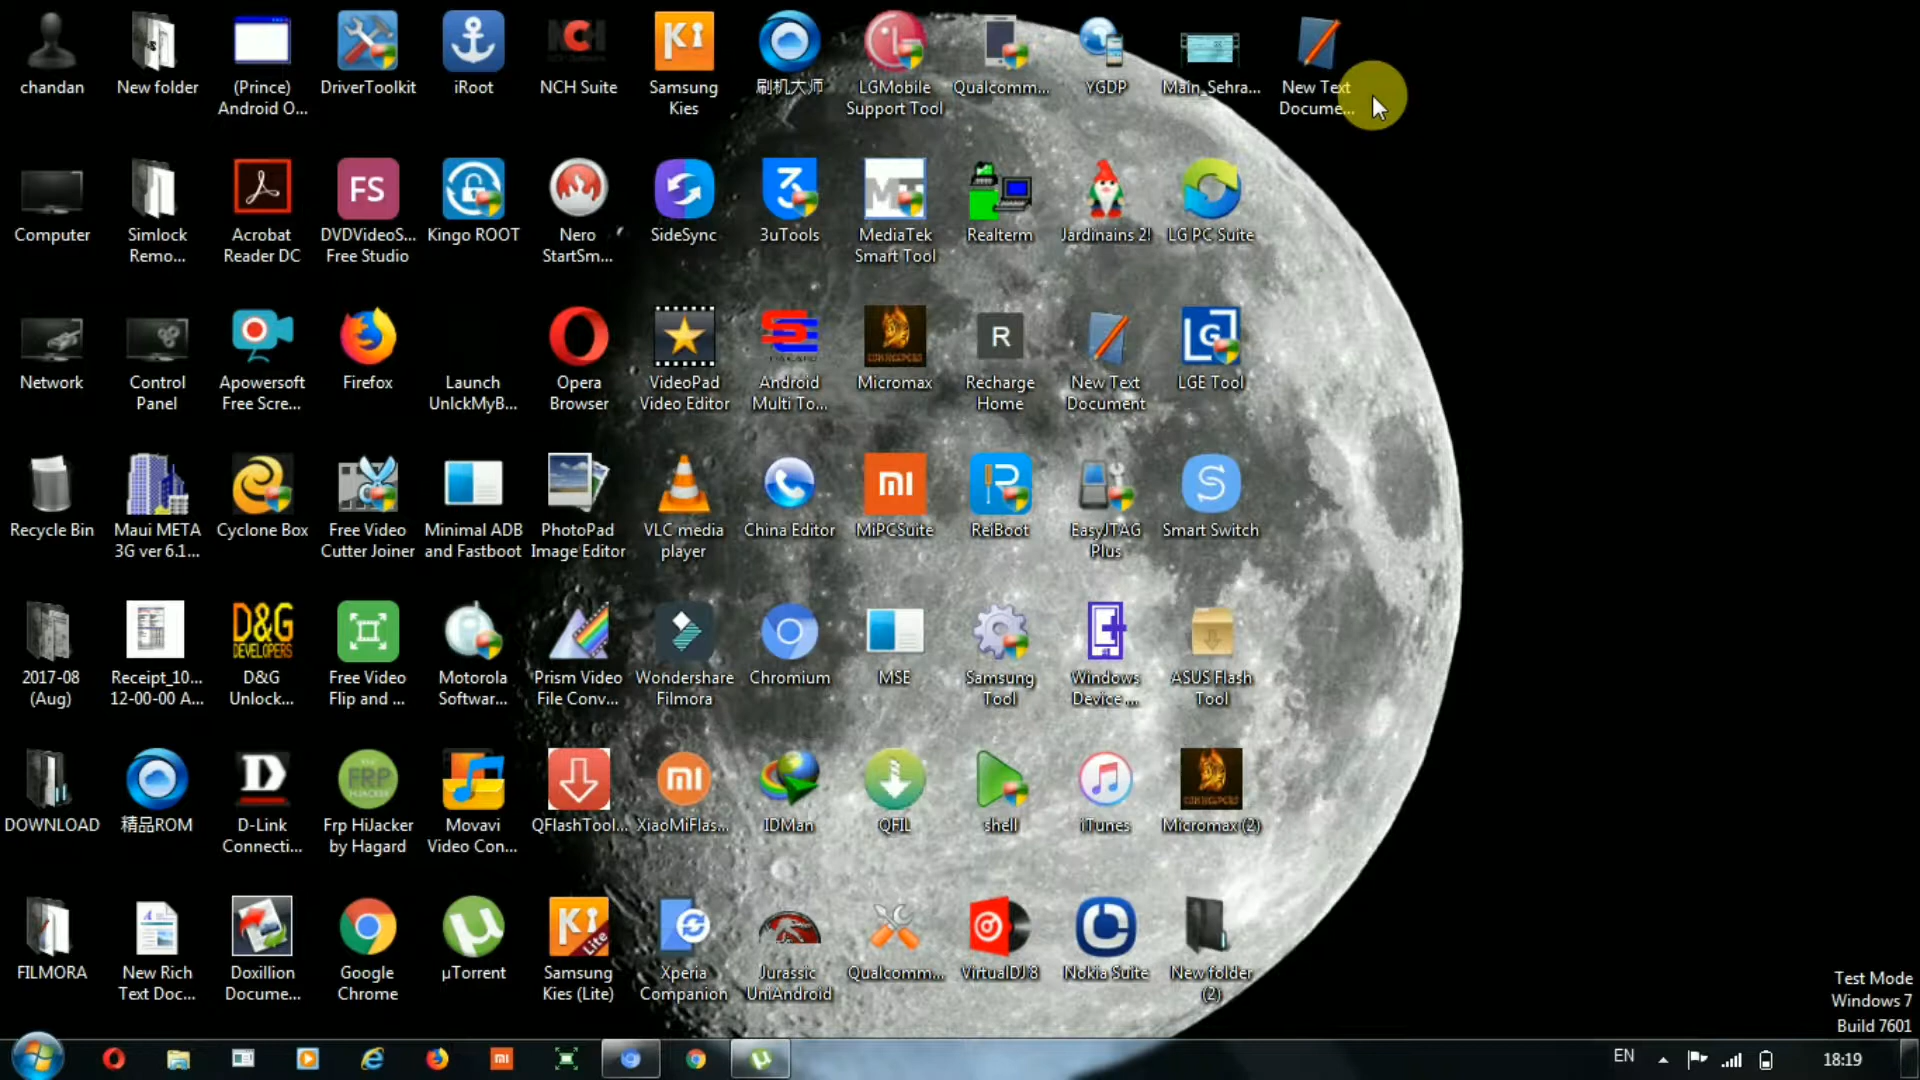 chandan
New folder
(Prince)
Android O...
DriverToolkit
iRoot
NCH Suite
Samsung
Kies
刷机大师
LGMobile
Support Tool
Qualcomm...
YGDP
Main_Sehra...
New Text
Docume...
Computer
Simlock
Remo...
Acrobat
Reader DC
DVDVideoS...
Free Studio
Kingo ROOT
Nero
StartSm...
SideSync
3uTools
MediaTek
Smart Tool
Realterm
Jardinains 2!
LG PC Suite
Network
Control
Panel
Apowersoft
Free Scre...
Firefox
Launch
UnlckMyB...
Opera
Browser
VideoPad
Video Editor
Android
Multi To...
Micromax
Recharge
Home
New Text
Document
LGE Tool
Recycle Bin
Maui META
3G ver 6.1...
Cyclone Box
Free Video
Cutter Joiner
Minimal ADB
and Fastboot
PhotoPad
Image Editor
VLC media
player
China Editor
MiPCSuite
ReiBoot
EasyJTAG
Plus
Smart Switch
2017-08
(Aug)
Receipt_10...
12-00-00 A...
D&G
DEVELOPERS
D&G
Unlock...
Free Video
Flip and ...
Motorola
Softwar...
Prism Video
File Conv...
Wondershare
Filmora
Chromium
MSE
Samsung
Tool
Windows
Device ...
ASUS Flash
Tool
DOWNLOAD
精品ROM
D-Link
Connecti...
FRP
HIJACKER
Frp HiJacker
by Hagard
Movavi
Video Con...
QFlashTool...
XiaoMiFlas...
IDMan
QFIL
shell
iTunes
Micromax (2)
FILMORA
New Rich
Text Doc...
Doxillion
Docume...
Google
Chrome
µTorrent
Samsung
Kies (Lite)
Xperia
Companion
Jurassic
UniAndroid
Qualcomm...
VirtualDJ 8
Nokia Suite
New folder
(2)
Test Mode
Windows 7
Build 7601
EN
18:19